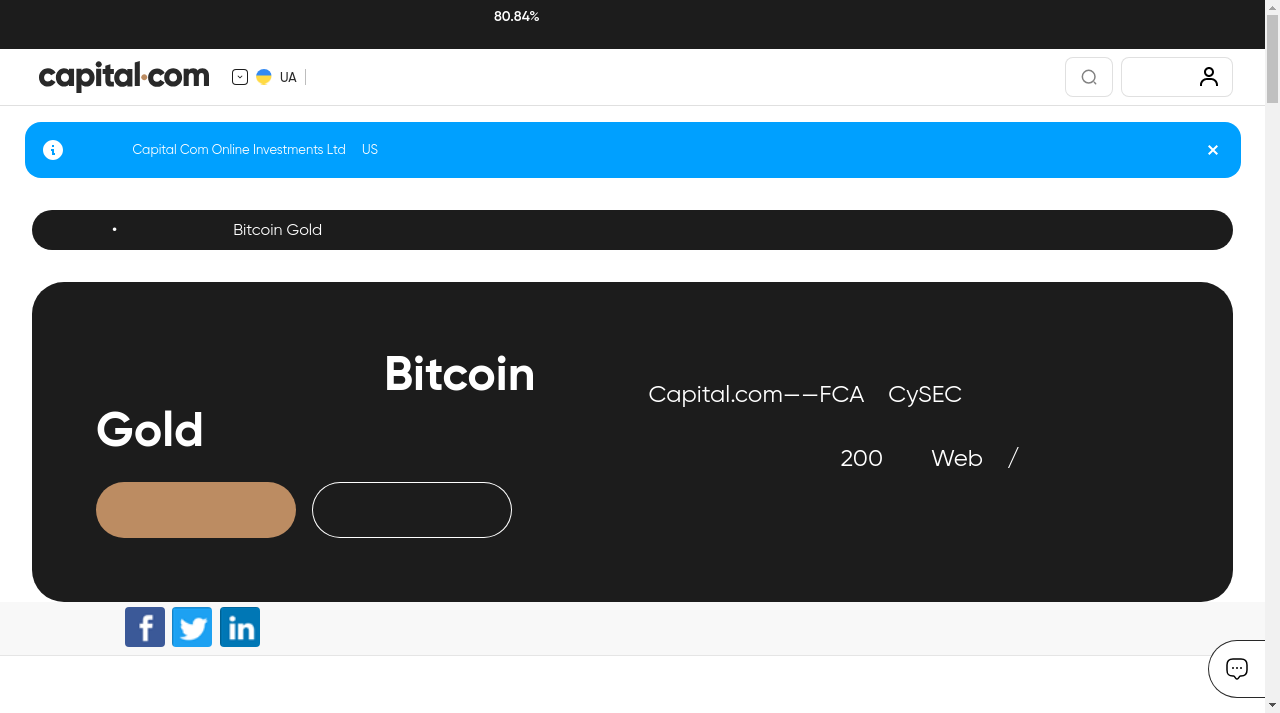 80.84%
capital.com
UA
Capital Com Online Investments Ltd US
• Bitcoin Gold
Bitcoin
Gold
Capital.com——FCA CySEC
200 Web /